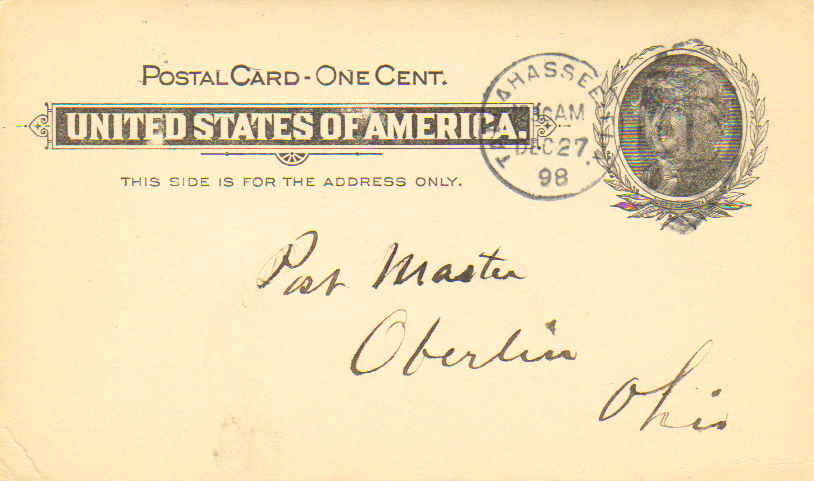 POSTAL CARD - ONE CENT.
UNITED STATES OF AMERICA.
THIS SIDE IS FOR THE ADDRESS ONLY.
TALLAHASSEE
AM
DEC 27
98
Post Master
Oberlin
Ohio